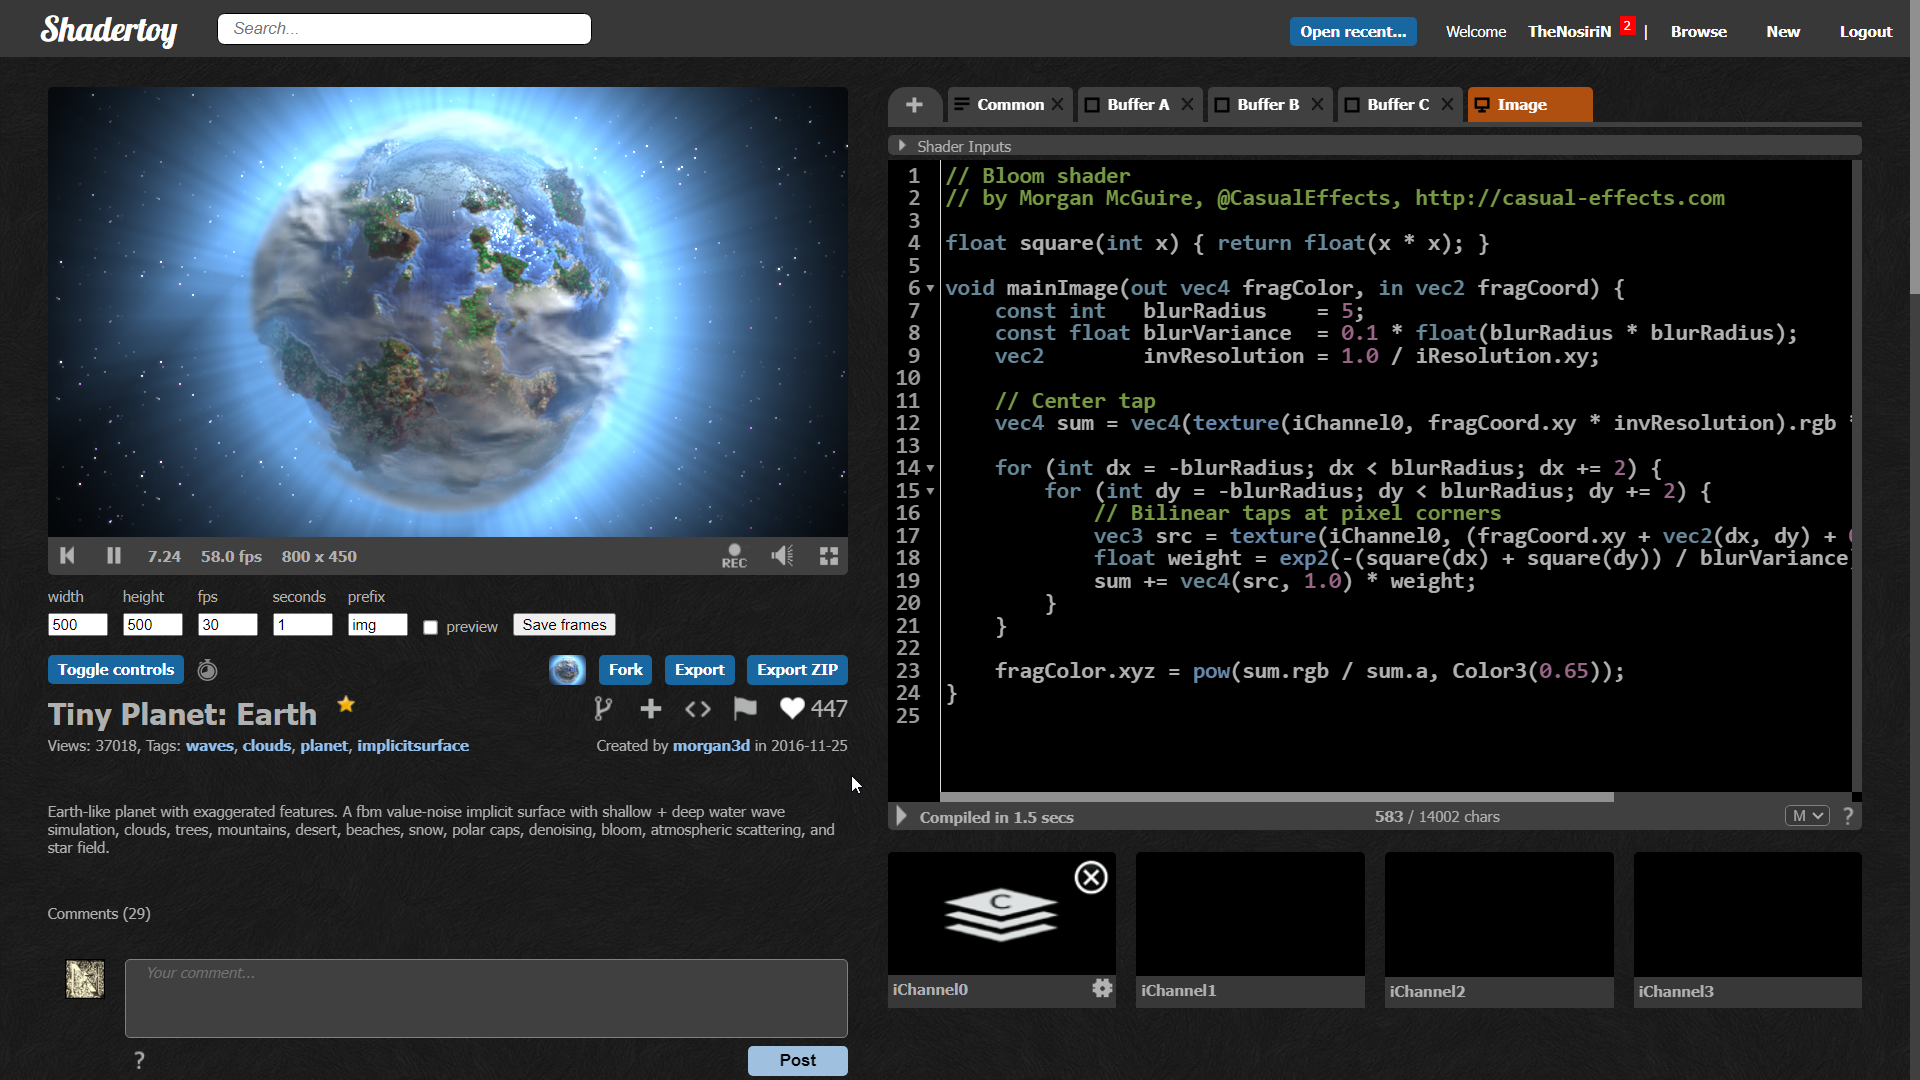 Shadertoy
Search...
Open recent...
Welcome TheNosiriN 2 | Browse New Logout
+ Common Buffer A Buffer B Buffer C Image
Shader Inputs
1 // Bloom shader
2 // by Morgan McGuire, @CasualEffects, http://casual-effects.com
3
4 float square(int x) { return float(x * x); }
5
6 void mainImage(out vec4 fragColor, in vec2 fragCoord) {
7 const int blurRadius = 5;
8 const float blurVariance = 0.1 * float(blurRadius * blurRadius);
9 vec2 invResolution = 1.0 / iResolution.xy;
10
11 // Center tap
12 vec4 sum = vec4(texture(iChannel0, fragCoord.xy * invResolution).rgb
13
14 for (int dx = -blurRadius; dx < blurRadius; dx += 2) {
15 for (int dy = -blurRadius; dy < blurRadius; dy += 2) {
16 // Bilinear taps at pixel corners
17 vec3 src = texture(iChannel0, (fragCoord.xy + vec2(dx, dy) +
18 float weight = exp2(-(square(dx) + square(dy)) / blurVariance
19 sum += vec4(src, 1.0) * weight;
20 }
21 }
22
23 fragColor.xyz = pow(sum.rgb / sum.a, Color3(0.65));
24 }
25
Compiled in 1.5 secs 583 / 14002 chars M ?
C
iChannel0 iChannel1 iChannel2 iChannel3
7.24 58.0 fps 800 x 450 REC
width height fps seconds prefix
500 500 30 1 img preview Save frames
Toggle controls Fork Export Export ZIP
Tiny Planet: Earth 447
Views: 37018, Tags: waves, clouds, planet, implicitsurface Created by morgan3d in 2016-11-25
Earth-like planet with exaggerated features. A fbm value-noise implicit surface with shallow + deep water wave
simulation, clouds, trees, mountains, desert, beaches, snow, polar caps, denoising, bloom, atmospheric scattering, and
star field.
Comments (29)
Your comment...
? Post